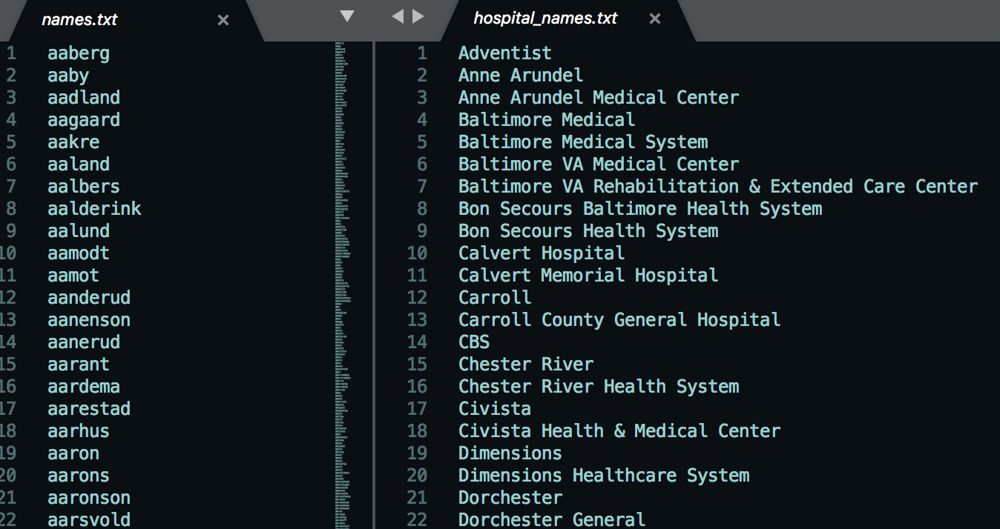 names.txt
1 aaberg
2 aaby
3 aadland
4 aagaard
5 aakre
6 aaland
7 aalbers
8 aalderink
9 aalund
10 aamodt
11 aamot
12 aanderud
13 aanenson
14 aanerud
15 aarant
16 aardema
17 aarestad
18 aarhus
19 aaron
20 aarons
21 aaronson
22 aarsvold
hospital_names.txt
1 Adventist
2 Anne Arundel
3 Anne Arundel Medical Center
4 Baltimore Medical
5 Baltimore Medical System
6 Baltimore VA Medical Center
7 Baltimore VA Rehabilitation & Extended Care Center
8 Bon Secours Baltimore Health System
9 Bon Secours Health System
10 Calvert Hospital
11 Calvert Memorial Hospital
12 Carroll
13 Carroll County General Hospital
14 CBS
15 Chester River
16 Chester River Health System
17 Civista
18 Civista Health & Medical Center
19 Dimensions
20 Dimensions Healthcare System
21 Dorchester
22 Dorchester General